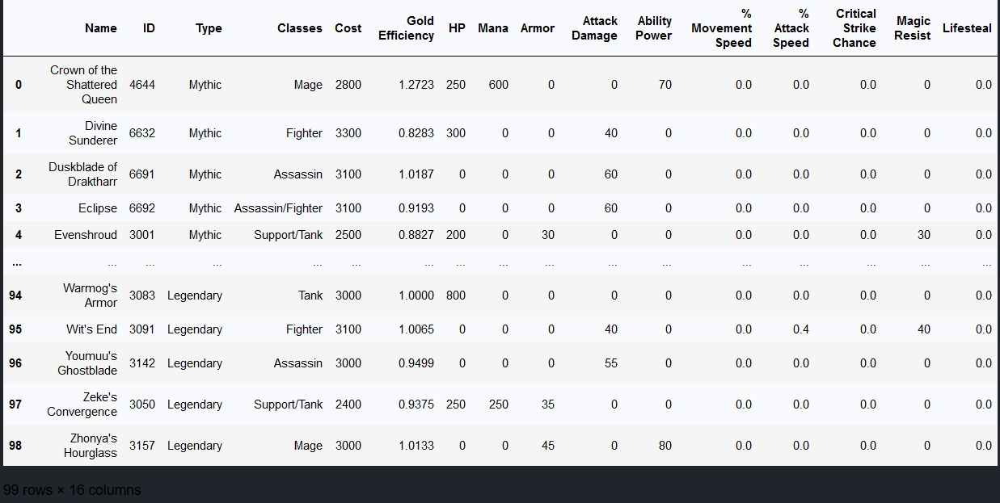 Name ID Type Classes Cost Gold Efficiency HP Mana Armor Attack Damage Ability Power % Movement Speed % Attack Speed Critical Strike Chance Magic Resist Lifesteal
0 Crown of the Shattered Queen 4644 Mythic Mage 2800 1.2723 250 600 0 0 70 0.0 0.0 0.0 0 0.0
1 Divine Sunderer 6632 Mythic Fighter 3300 0.8283 300 0 0 40 0 0.0 0.0 0.0 0 0.0
2 Duskblade of Draktharr 6691 Mythic Assassin 3100 1.0187 0 0 0 60 0 0.0 0.0 0.0 0 0.0
3 Eclipse 6692 Mythic Assassin/Fighter 3100 0.9193 0 0 0 60 0 0.0 0.0 0.0 0 0.0
4 Evenshroud 3001 Mythic Support/Tank 2500 0.8827 200 0 30 0 0 0.0 0.0 0.0 30 0.0
... ... ... ... ... ... ... ... ... ... ... ... ... ... ... ... ...
94 Warmog's Armor 3083 Legendary Tank 3000 1.0000 800 0 0 0 0 0.0 0.0 0.0 0 0.0
95 Wit's End 3091 Legendary Fighter 3100 1.0065 0 0 0 40 0 0.0 0.4 0.0 40 0.0
96 Youmuu's Ghostblade 3142 Legendary Assassin 3000 0.9499 0 0 0 55 0 0.0 0.0 0.0 0 0.0
97 Zeke's Convergence 3050 Legendary Support/Tank 2400 0.9375 250 250 35 0 0 0.0 0.0 0.0 0 0.0
98 Zhonya's Hourglass 3157 Legendary Mage 3000 1.0133 0 0 45 0 80 0.0 0.0 0.0 0 0.0
99 rows × 16 columns